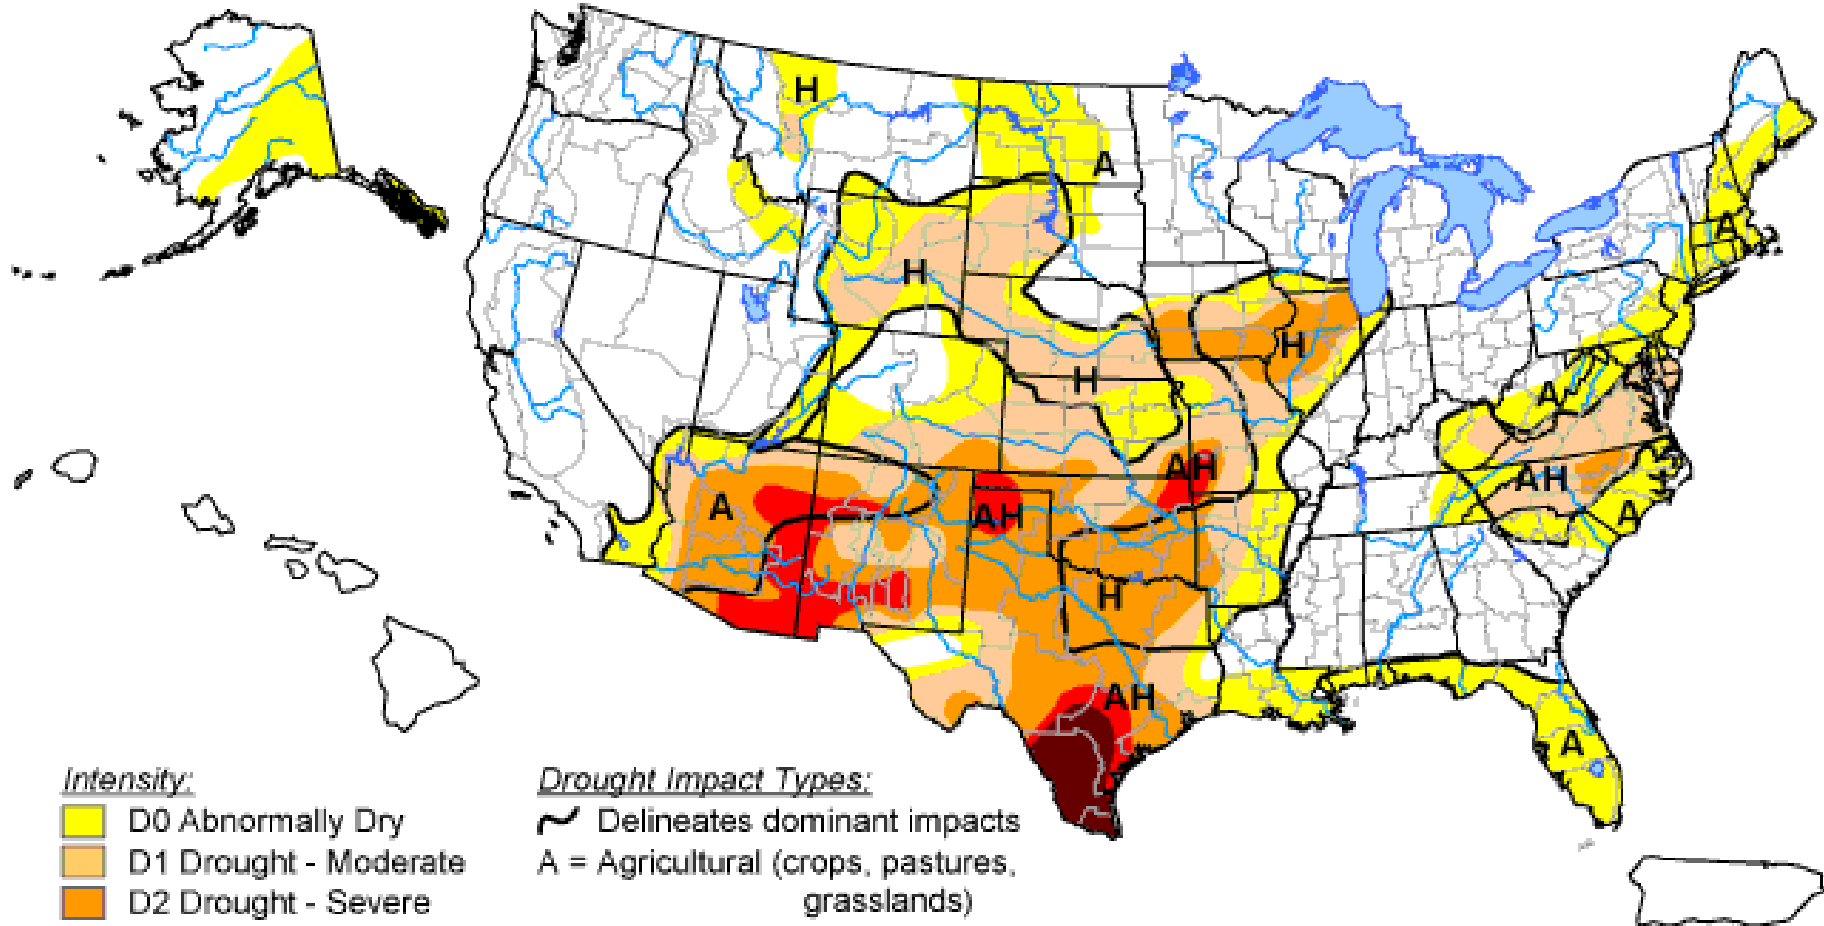 H
A
A
H
H
H
A
AH
A
AH
AH
A
H
AH
A
Intensity:
D0 Abnormally Dry
D1 Drought - Moderate
D2 Drought - Severe
Drought Impact Types:
Delineates dominant impacts
A = Agricultural (crops, pastures,
grasslands)